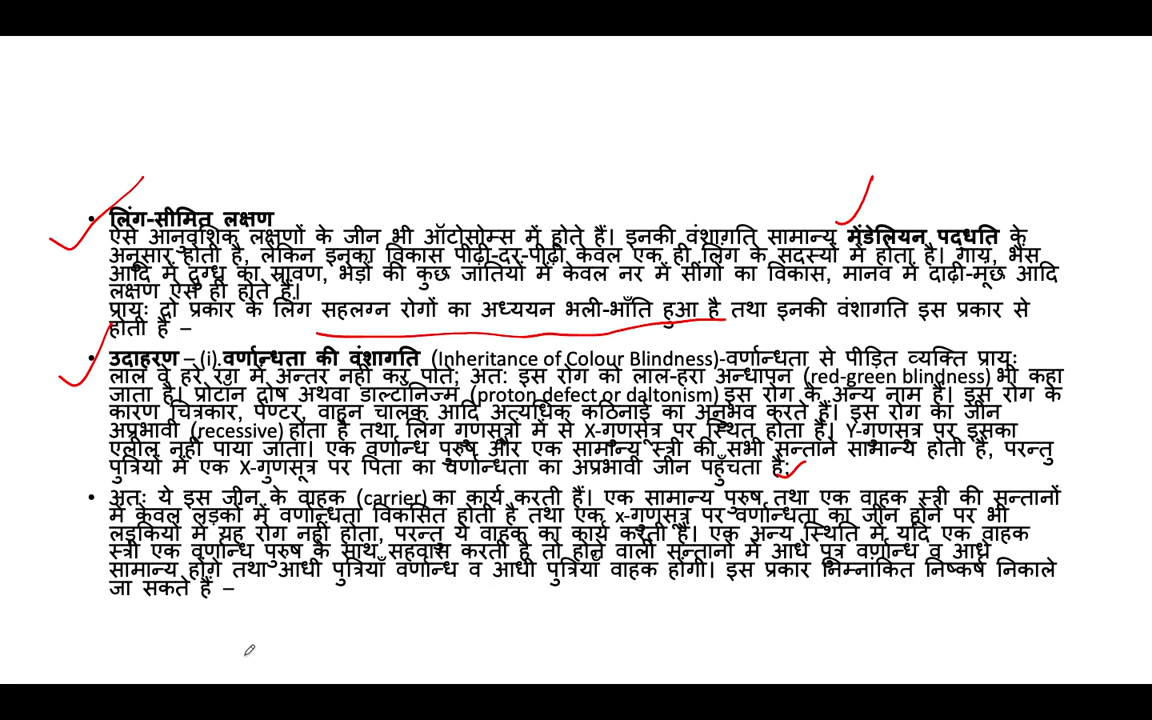 • लिंग-सीमित लक्षण
ऐसे आनुवंशिक लक्षणों के जीन भी ऑटोसोम्स में होते हैं। इनकी वंशागति सामान्य मेंडेलियन पद्धति के
अनुसार होती है, लेकिन इनका विकास पीढ़ी-दर-पीढ़ी केवल एक ही लिंग के सदस्यों में होता है। गाय, भैंस
आदि में दुग्ध का स्रावण, भेड़ों की कुछ जातियों में केवल नर में सींगों का विकास, मानव में दाढ़ी-मूंछ आदि
लक्षण ऐसे ही होते हैं।
प्रायः दो प्रकार के लिंग सहलग्न रोगों का अध्ययन भली-भाँति हुआ है तथा इनकी वंशागति इस प्रकार से
होती है –
• उदाहरण – (i).वर्णान्धता की वंशागति (Inheritance of Colour Blindness)-वर्णान्धता से पीड़ित व्यक्ति प्रायः
लाल व हरे रंग में अन्तर नहीं कर पाते; अत: इस रोग को लाल-हरा अन्धापन (red-green blindness) भी कहा
जाता है। प्रोटॉन दोष अथवा डाल्टॉनिज्म (proton defect or daltonism) इस रोग के अन्य नाम हैं। इस रोग के
कारण चित्रकार, पेण्टर, वाहन चालक आदि अत्यधिक कठिनाई का अनुभव करते हैं। इस रोग का जीन
अप्रभावी (recessive) होता है तथा लिंग गुणसूत्रों में से X-गुणसूत्र पर स्थित होता है। Y-गुणसूत्र पर इसका
एलील नहीं पाया जाता। एक वर्णान्ध पुरुष और एक सामान्य स्त्री की सभी सन्तानें सामान्य होती हैं, परन्तु
पुत्रियों में एक X-गुणसूत्र पर पिता का वर्णान्धता का अप्रभावी जीन पहुँचता है;
• अतः ये इस जीन के वाहक (carrier) का कार्य करती हैं। एक सामान्य पुरुष तथा एक वाहक स्त्री की सन्तानों
में केवल लड़कों में वर्णान्धता विकसित होती है तथा एक x-गुणसूत्र पर वर्णान्धता का जीन होने पर भी
लड़कियों में यह रोग नहीं होता, परन्तु ये वाहक का कार्य करती हैं। एक अन्य स्थिति में यदि एक वाहक
स्त्री एक वर्णान्ध पुरुष के साथ सहवास करती है तो होने वाली सन्तानों में आधे पुत्र वर्णान्ध व आधे
सामान्य होंगे तथा आधी पुत्रियाँ वर्णान्ध व आधी पुत्रियाँ वाहक होंगी। इस प्रकार निम्नांकित निष्कर्ष निकाले
जा सकते हैं –